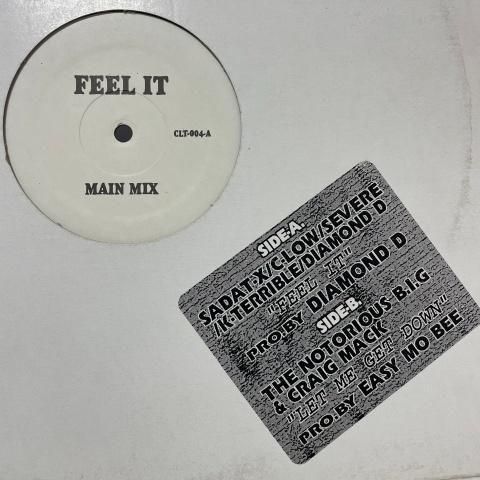 FEEL IT
CLT-004-A
MAIN MIX
SIDE-A.
SADAT-X/C-LOW/SEVERE
/K-TERRIBLE/DIAMOND D
"FEEL IT"
PRO.BY DIAMOND D
SIDE-B.
THE NOTORIOUS B.I.G
& CRAIG MACK
"LET ME GET DOWN"
PRO.BY EASY MO BEE